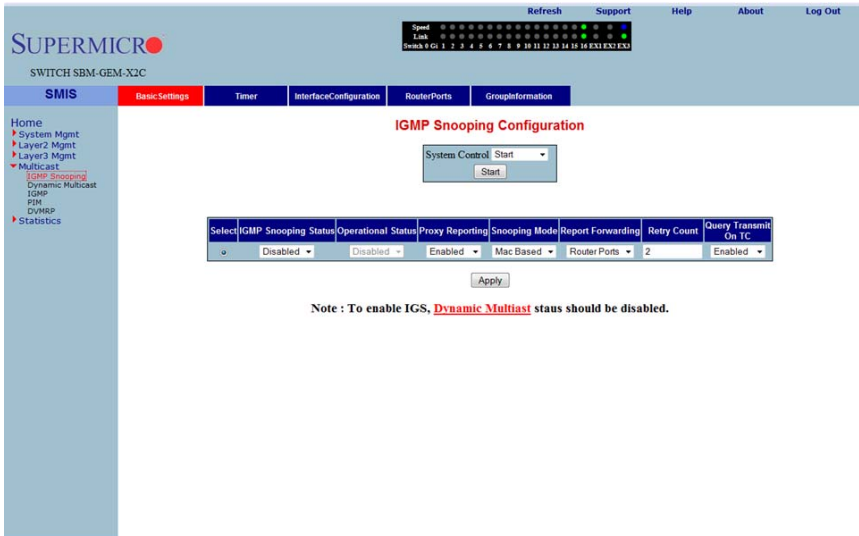 Refresh Support Help About Log Out
SUPERMICRO
Speed
Link
Switch 0 Gi 1 2 3 4 5 6 7 8 9 10 11 12 13 14 15 16 EX1 EX2 EX3
SWITCH SBM-GEM-X2C
SMIS
BasicSettings Timer InterfaceConfiguration RouterPorts GroupInformation
Home
System Mgmt
Layer2 Mgmt
Layer3 Mgmt
Multicast
IGMP Snooping
Dynamic Multicast
IGMP
PIM
DVMRP
Statistics
IGMP Snooping Configuration
System Control Start
Start
Select IGMP Snooping Status Operational Status Proxy Reporting Snooping Mode Report Forwarding Retry Count Query Transmit On TC
Disabled Disabled Enabled Mac Based Router Ports 2 Enabled
Apply
Note : To enable IGS, Dynamic Multiast staus should be disabled.